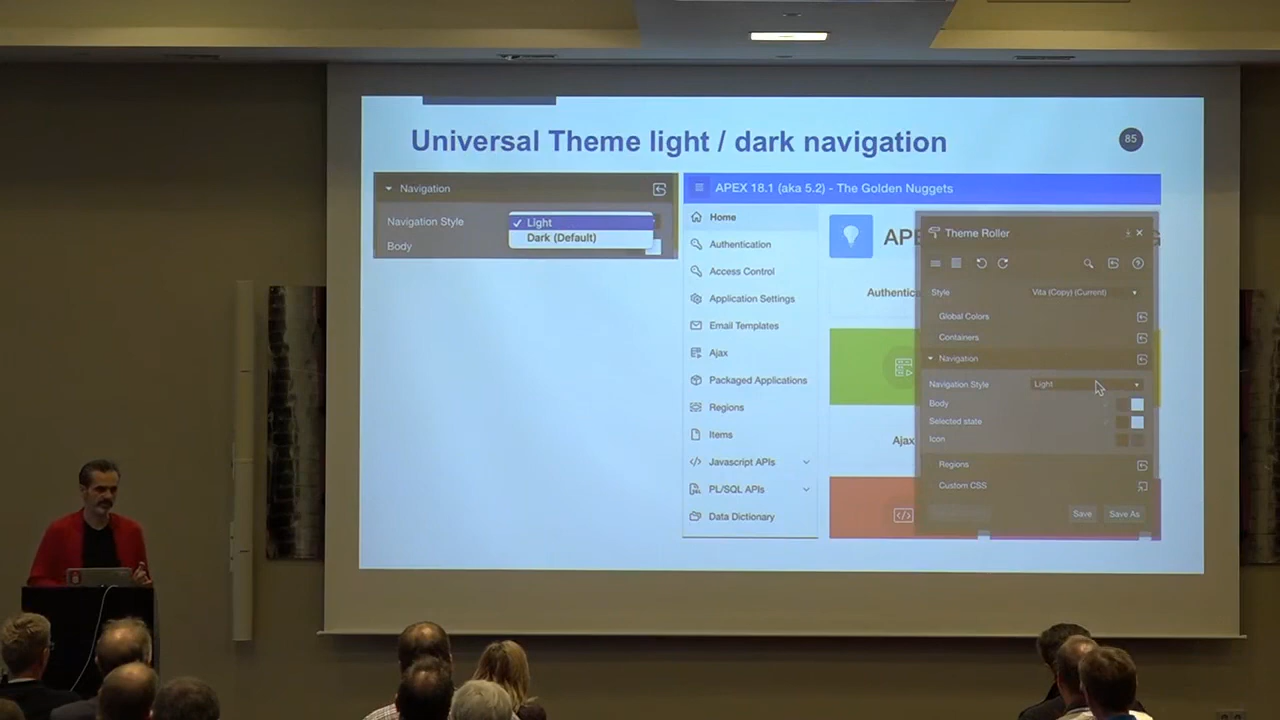 Universal Theme light / dark navigation
85
Navigation
Navigation Style
Light
Dark (Default)
Body
APEX 18.1 (aka 5.2) - The Golden Nuggets
Home
Authentication
Access Control
Application Settings
Email Templates
Ajax
Packaged Applications
Regions
Items
Javascript APIs
PL/SQL APIs
Data Dictionary
Ajax
Theme Roller
Style
Vita (Copy) (Current)
Global Colors
Containers
Navigation
Navigation Style
Light
Body
Selected state
Icon
Regions
Custom CSS
Save
Save As